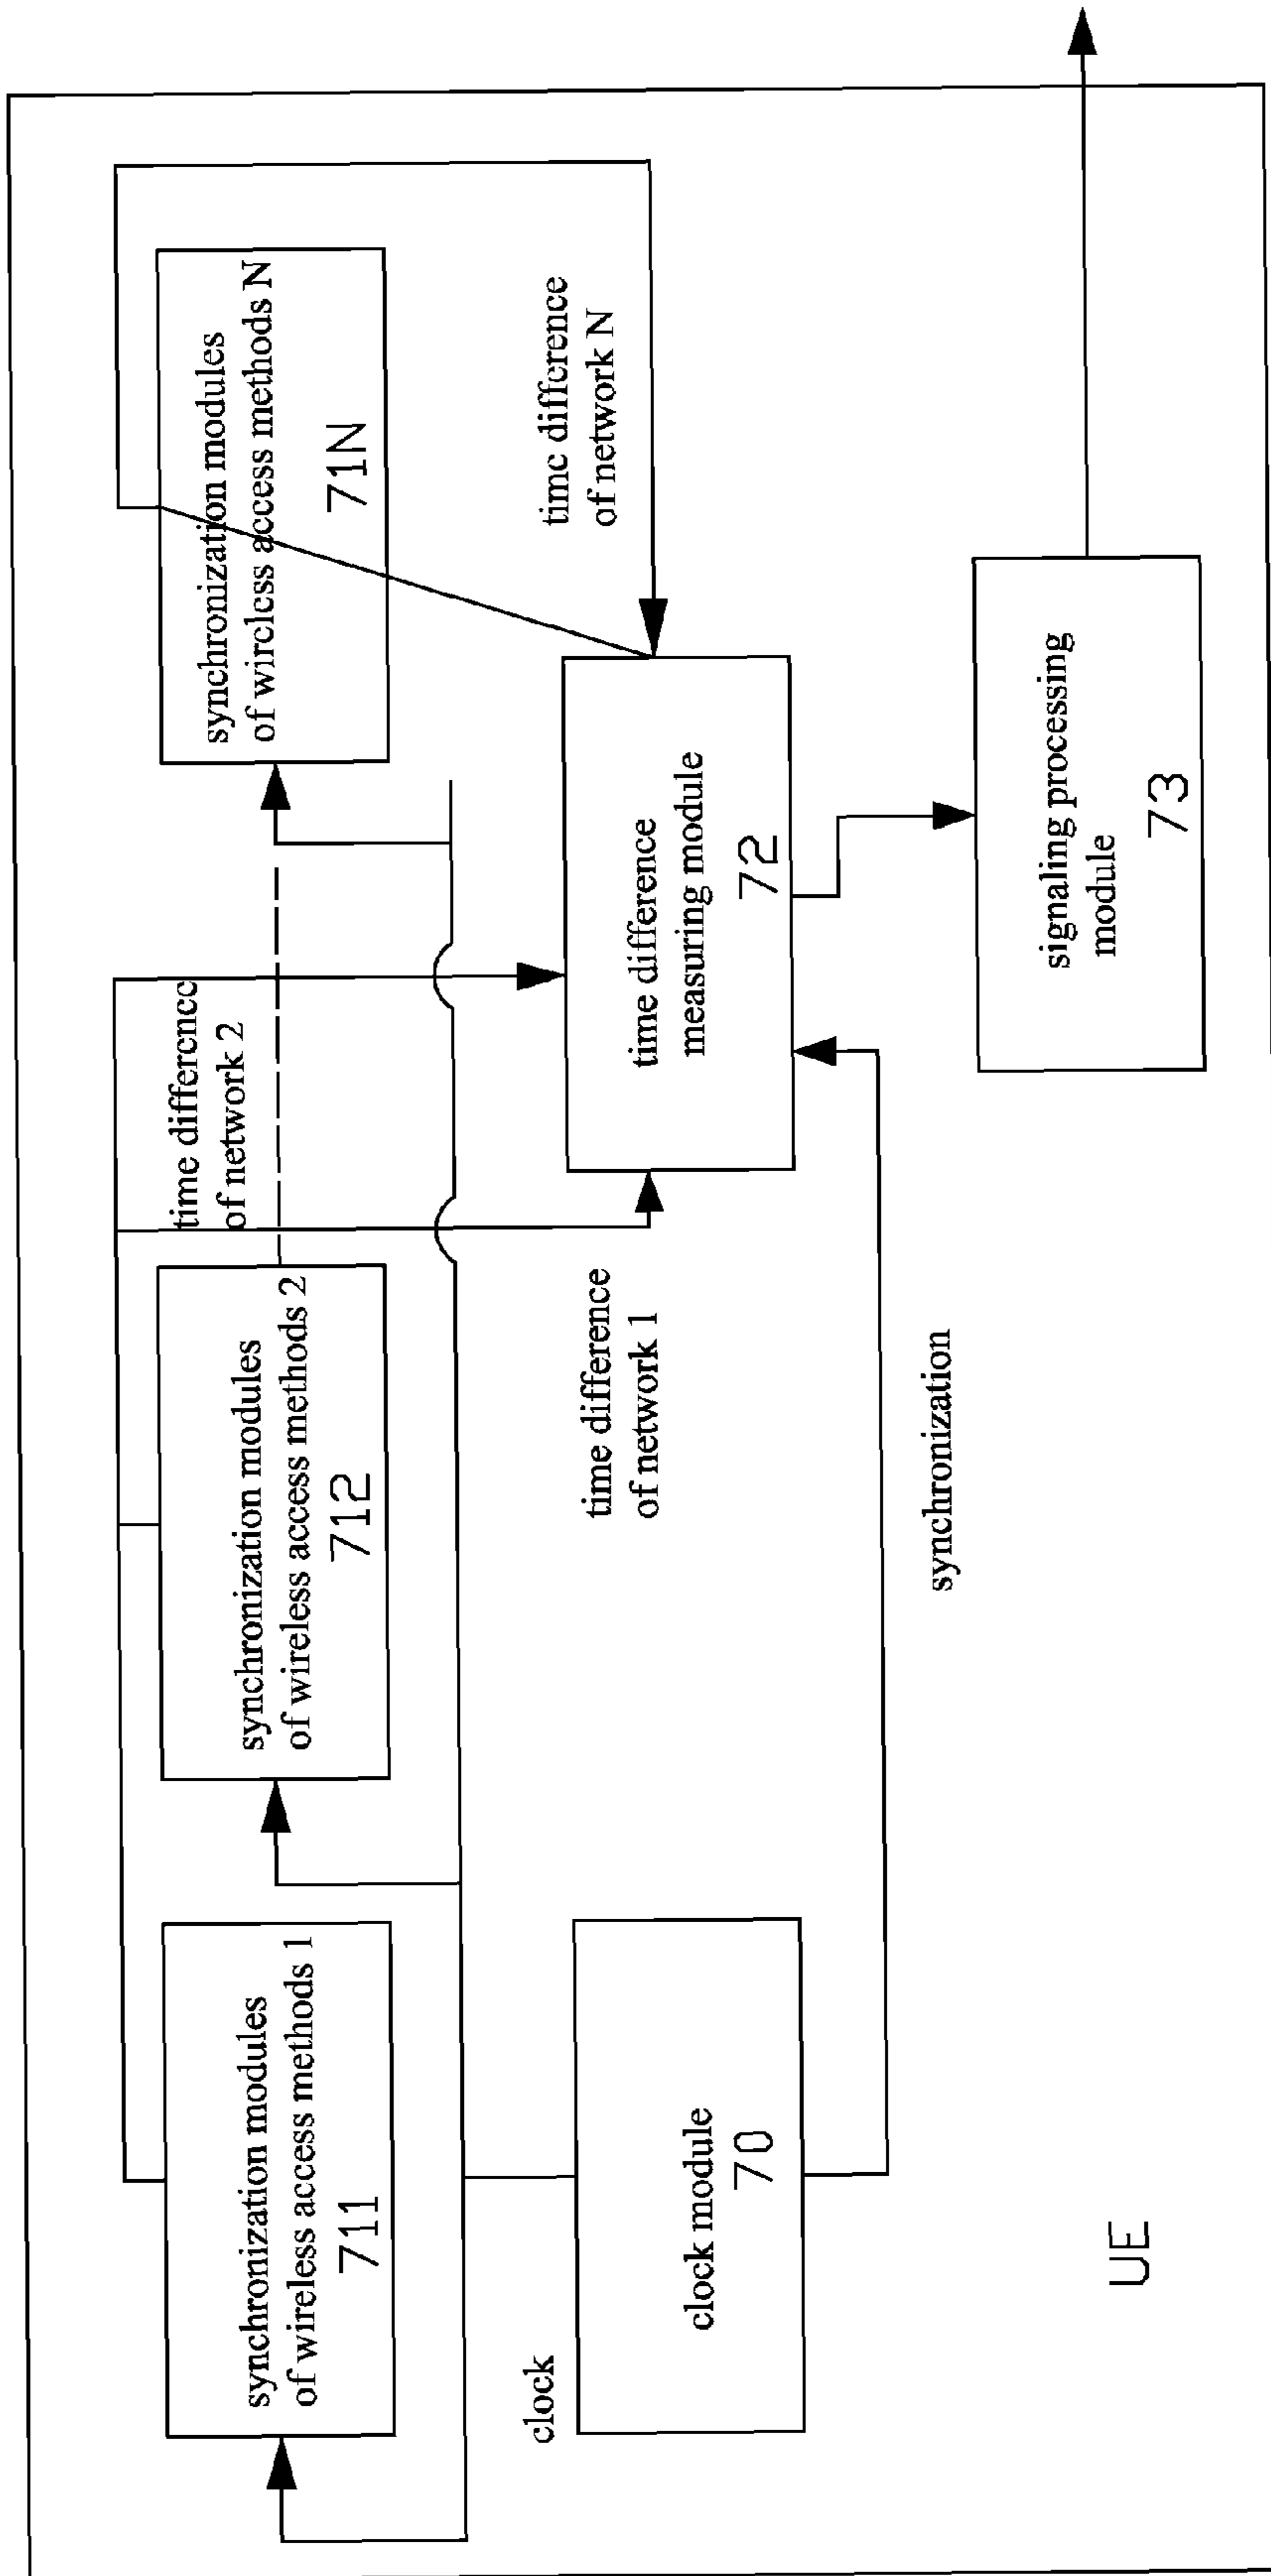 synchronization modules
of wireless access methods 1
711
synchronization modules
of wireless access methods 2
712
time difference
of network 2
synchronization modules
of wireless access methods N
71N
clock
clock module
70
time difference
of network 1
time difference
measuring module
72
time difference
of network N
synchronization
signaling processing
module
73
UE